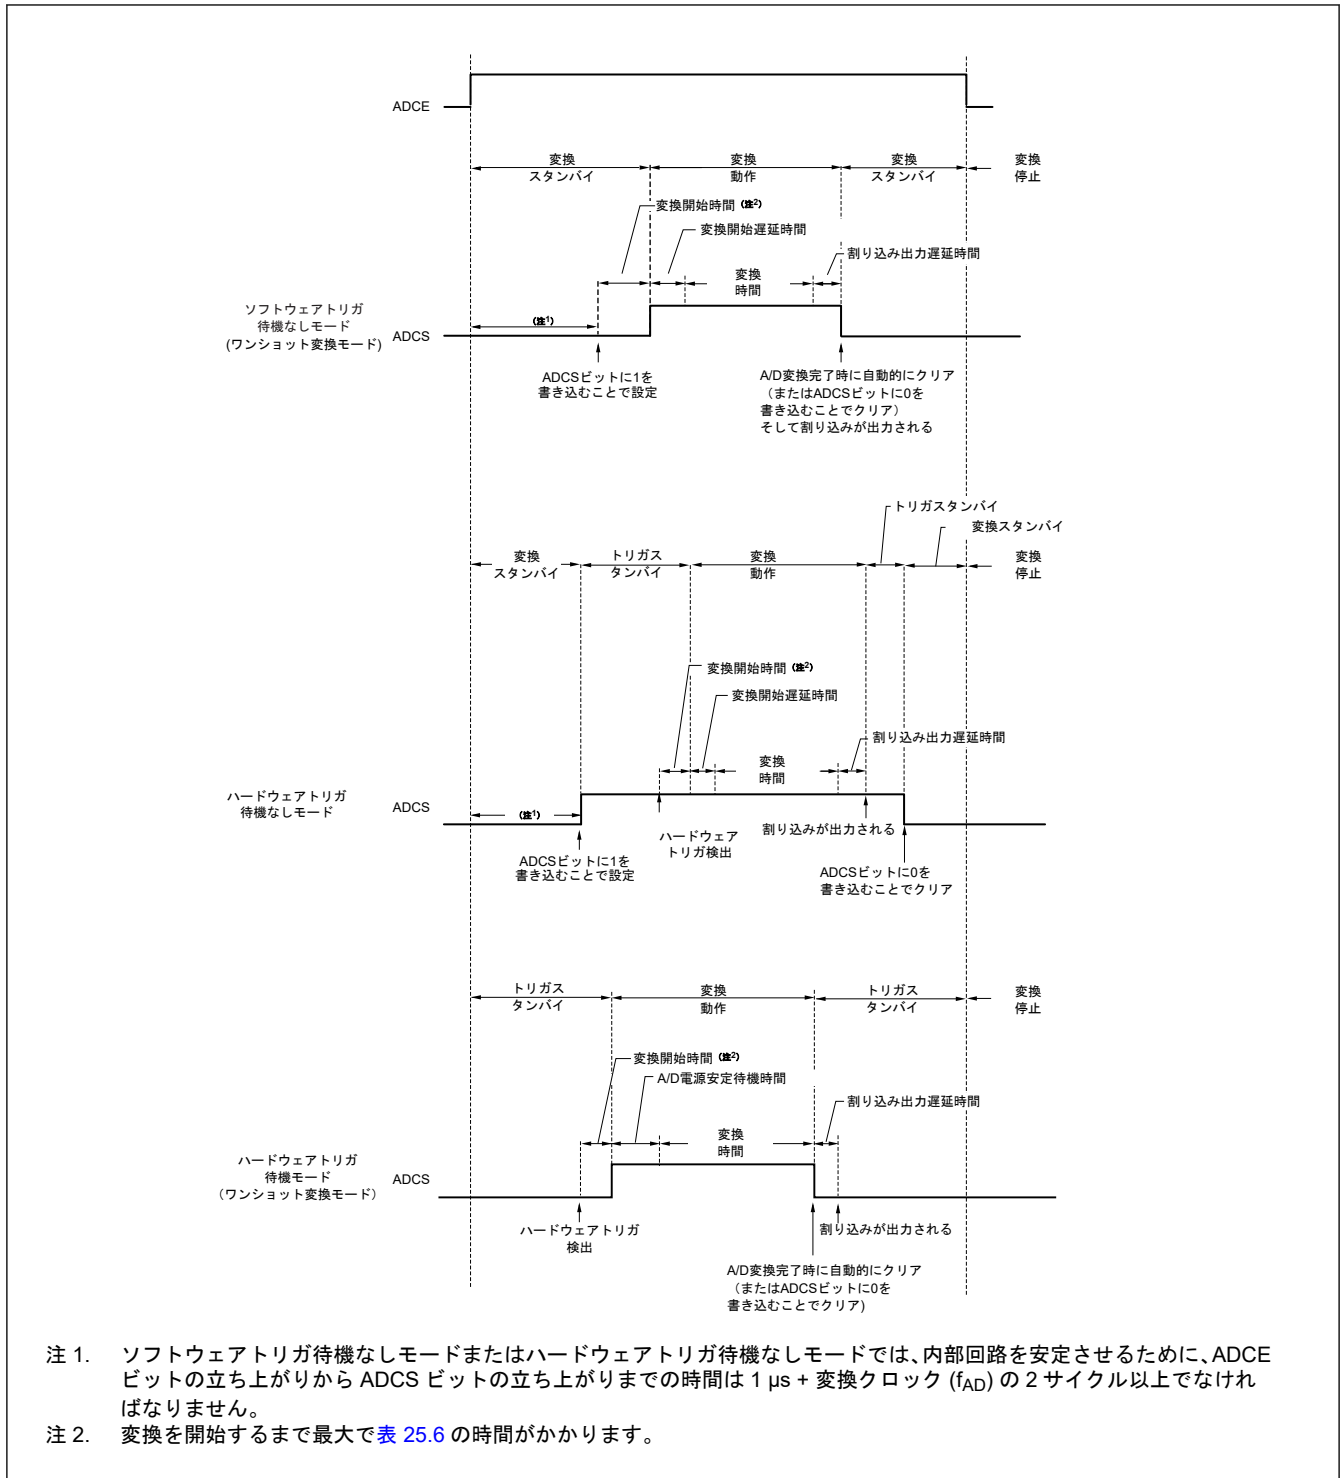 ADCE
変換
スタンバイ
変換
動作
変換
スタンバイ
変換
停止
変換開始時間 (注2)
変換開始遅延時間
割り込み出力遅延時間
変換
時間
ソフトウェアトリガ
待機なしモード
(ワンショット変換モード)
ADCS
(注1)
ADCSビットに1を
書き込むことで設定
A/D変換完了時に自動的にクリア
（またはADCSビットに0を
書き込むことでクリア）
そして割り込みが出力される
トリガスタンバイ
変換スタンバイ
変換
スタンバイ
トリガス
タンバイ
変換
動作
変換
停止
変換開始時間 (注2)
変換開始遅延時間
割り込み出力遅延時間
変換
時間
ハードウェアトリガ
待機なしモード
ADCS
(注1)
ADCSビットに1を
書き込むことで設定
ハードウェア
トリガ検出
割り込みが出力される
ADCSビットに0を
書き込むことでクリア
トリガス
タンバイ
変換
動作
トリガス
タンバイ
変換
停止
変換開始時間 (注2)
A/D電源安定待機時間
割り込み出力遅延時間
変換
時間
ハードウェアトリガ
待機モード
（ワンショット変換モード）
ADCS
ハードウェアトリガ
検出
割り込みが出力される
A/D変換完了時に自動的にクリア
（またはADCSビットに0を
書き込むことでクリア)
注 1. ソフトウェアトリガ待機なしモードまたはハードウェアトリガ待機なしモードでは、内部回路を安定させるために、ADCE
ビットの立ち上がりから ADCS ビットの立ち上がりまでの時間は 1 µs + 変換クロック (fAD) の 2 サイクル以上でなけれ
ばなりません。
注 2. 変換を開始するまで最大で表 25.6 の時間がかかります。